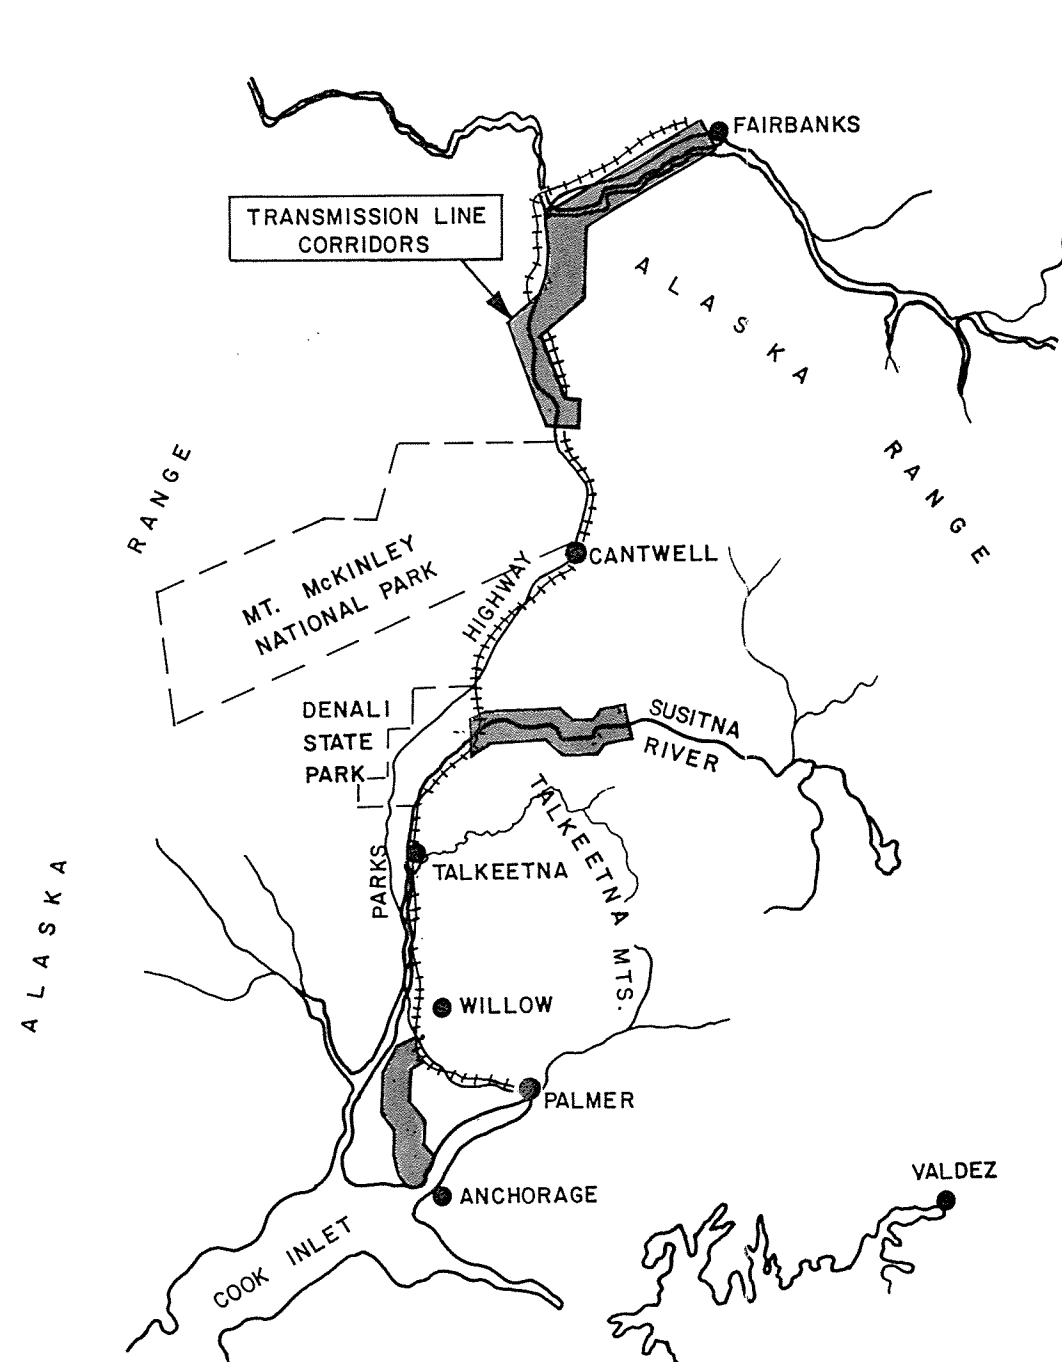 FAIRBANKS
TRANSMISSION LINE
CORRIDORS
ALASKA
RANGE
RANGE
MT. McKINLEY
NATIONAL PARK
CANTWELL
HIGHWAY
DENALI
STATE
PARK
SUSITNA
RIVER
TALKEETNA MTS.
PARKS
TALKEETNA
ALASKA
WILLOW
PALMER
VALDEZ
ANCHORAGE
COOK INLET